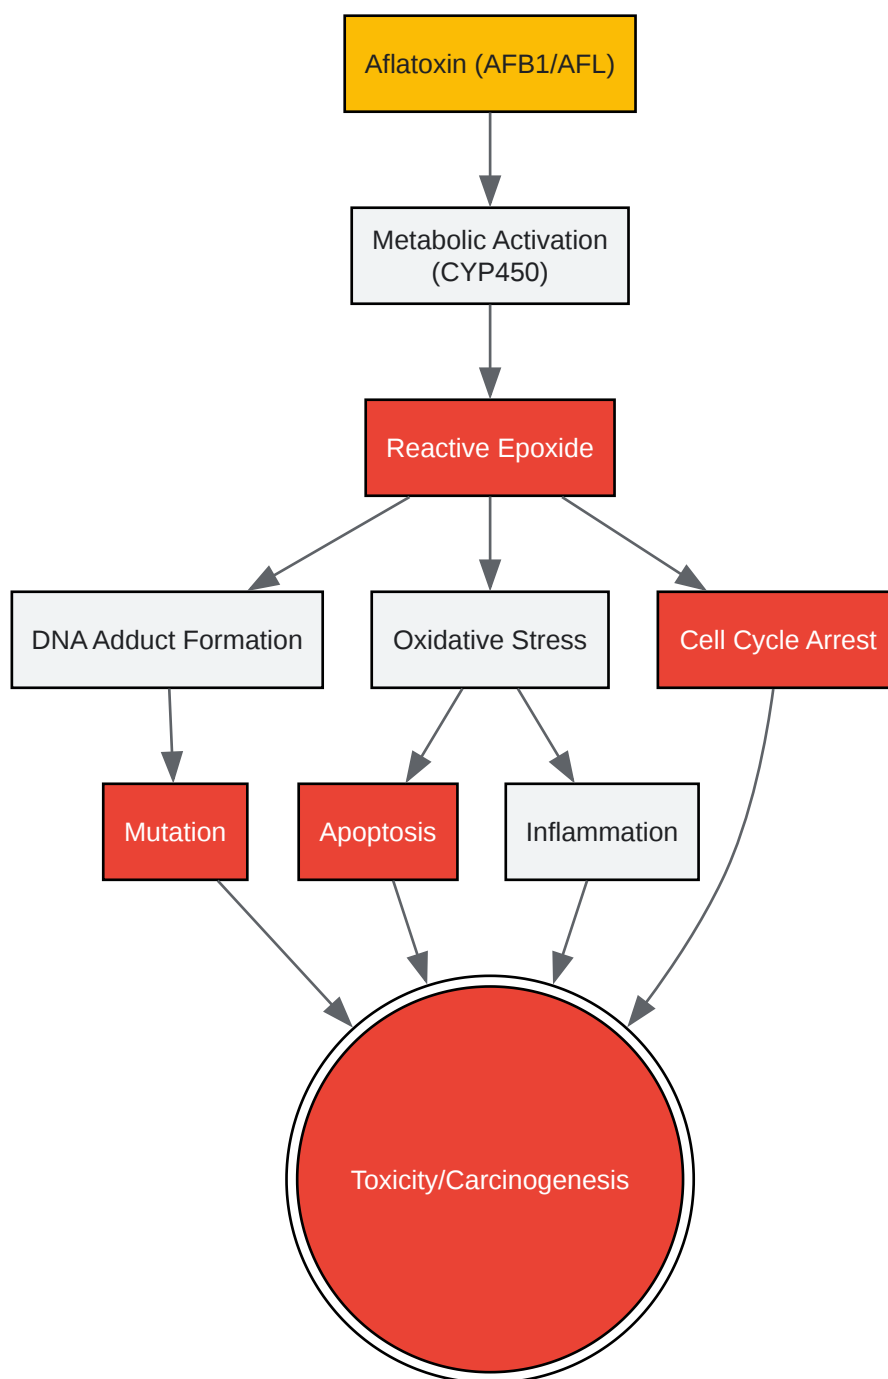 Aflatoxin (AFB1/AFL)
Metabolic Activation
(CYP450)
Reactive Epoxide
DNA Adduct Formation
Oxidative Stress
Cell Cycle Arrest
Mutation
Apoptosis
Inflammation
Toxicity/Carcinogenesis